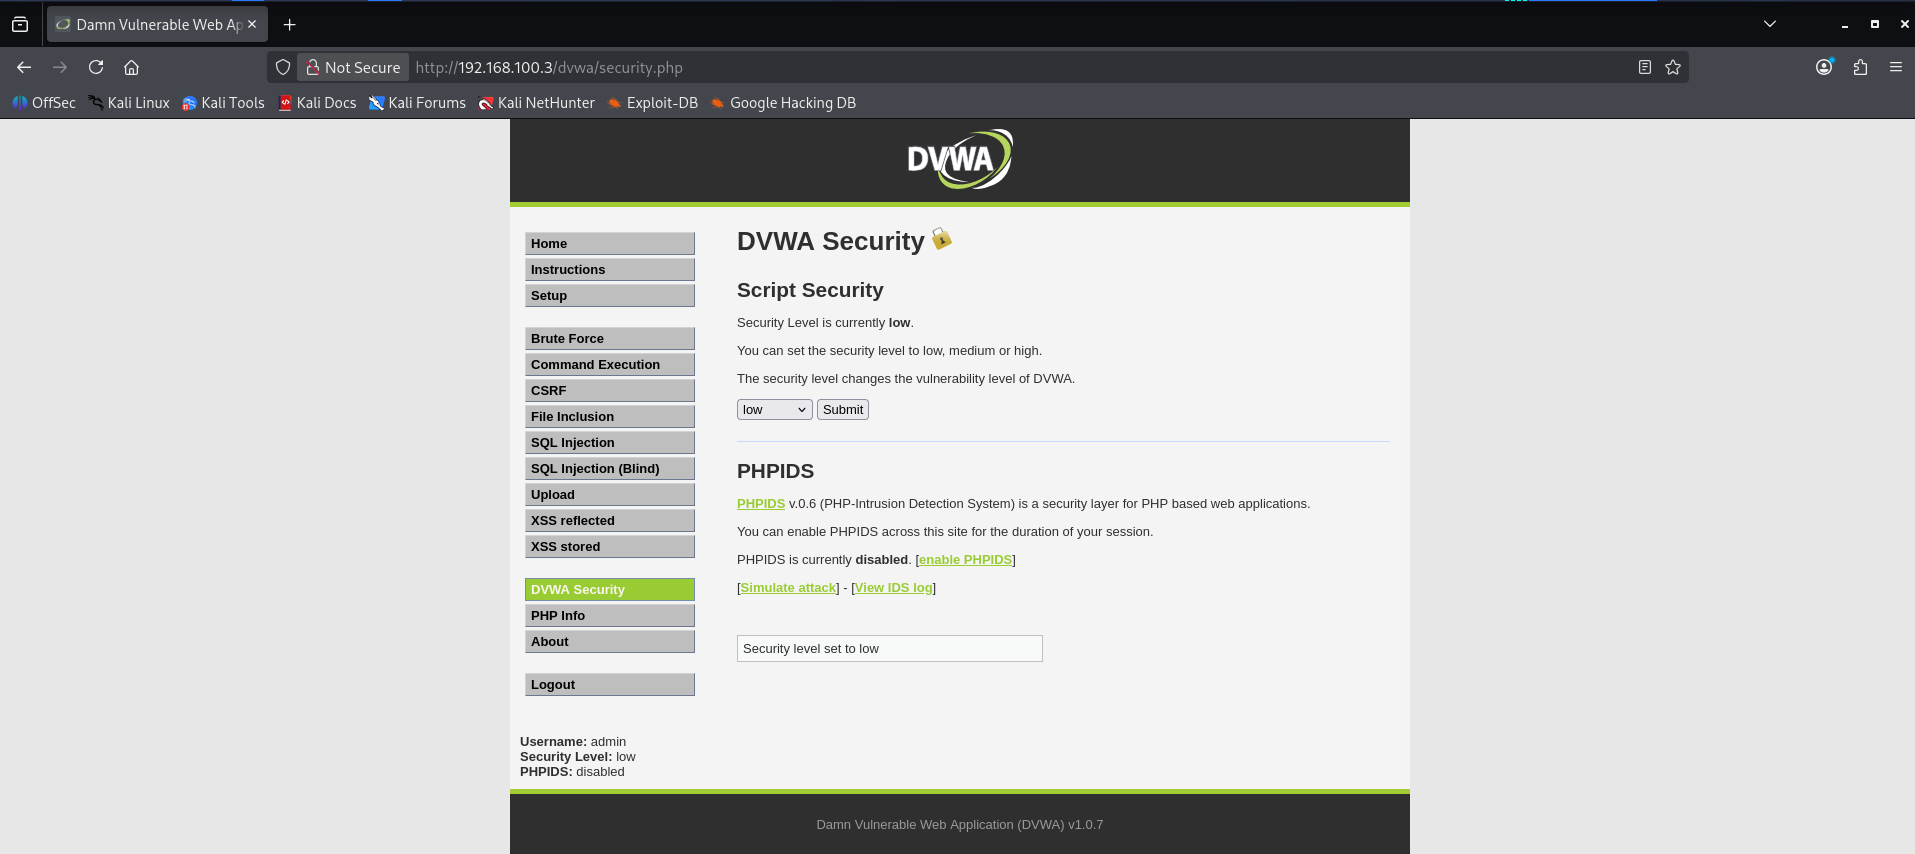 Damn Vulnerable Web Ap
Not Secure http://192.168.100.3/dvwa/security.php
OffSec Kali Linux Kali Tools Kali Docs Kali Forums Kali NetHunter Exploit-DB Google Hacking DB
DVWA
Home
Instructions
Setup
Brute Force
Command Execution
CSRF
File Inclusion
SQL Injection
SQL Injection (Blind)
Upload
XSS reflected
XSS stored
DVWA Security
PHP Info
About
Logout
Username: admin
Security Level: low
PHPIDS: disabled
DVWA Security
Script Security
Security Level is currently low.
You can set the security level to low, medium or high.
The security level changes the vulnerability level of DVWA.
low Submit
PHPIDS
PHPIDS v.0.6 (PHP-Intrusion Detection System) is a security layer for PHP based web applications.
You can enable PHPIDS across this site for the duration of your session.
PHPIDS is currently disabled. [enable PHPIDS]
[Simulate attack] - [View IDS log]
Security level set to low
Damn Vulnerable Web Application (DVWA) v1.0.7